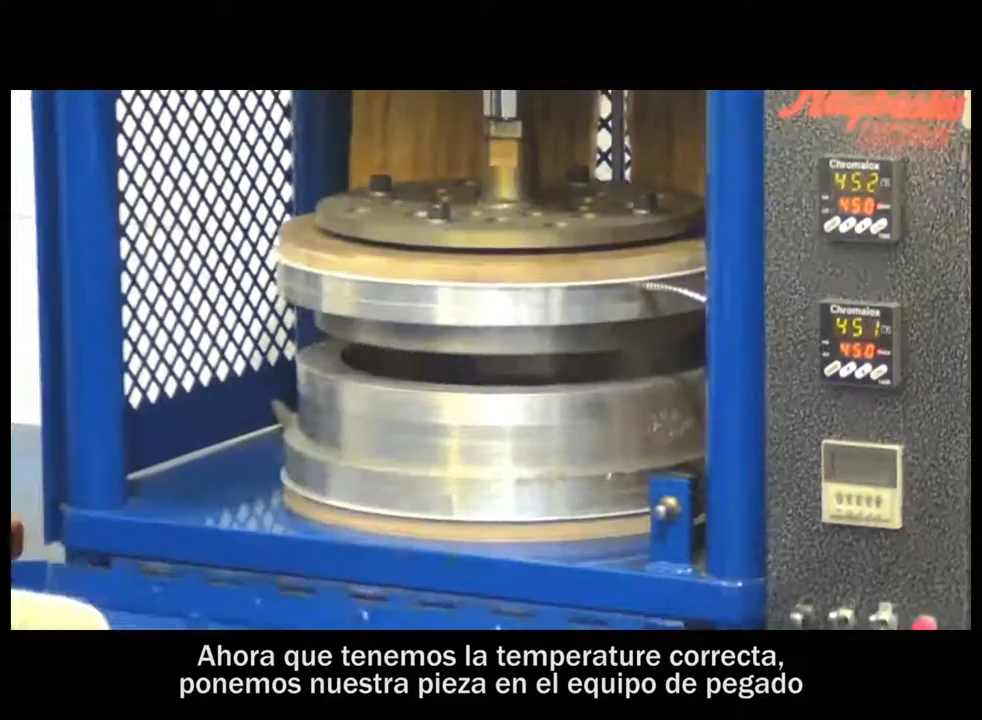 Chromalox
452
450
Chromalox
451
450
Ahora que tenemos la temperature correcta,
ponemos nuestra pieza en el equipo de pegado